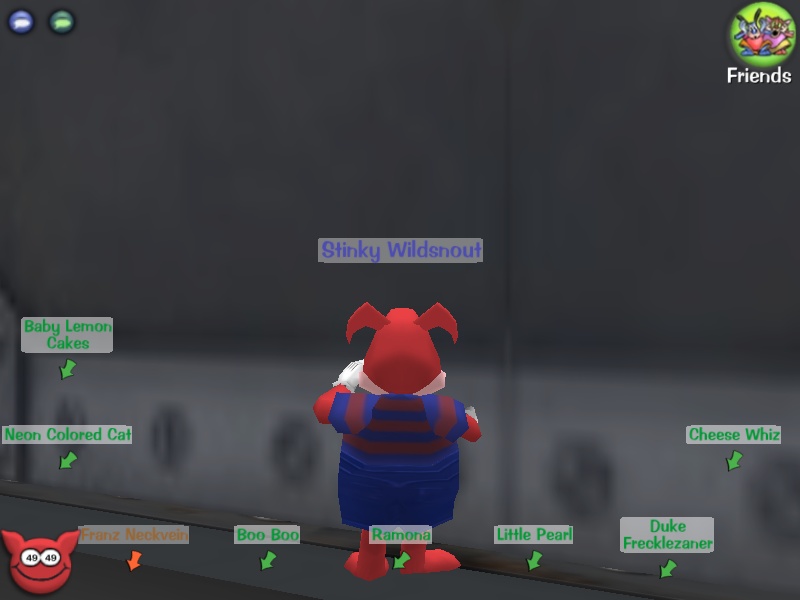 Friends
Stinky Wildsnout
Baby Lemon
Cakes
Neon Colored Cat
Cheese Whiz
Franz Neckvein
Boo Boo
Ramona
Little Pearl
Duke
Frecklezaner
49 49